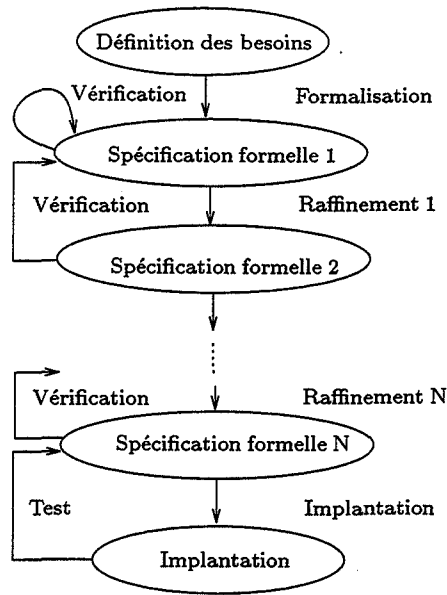 Définition des besoins
Vérification
Formalisation
Spécification formelle 1
Vérification
Raffinement 1
Spécification formelle 2
Vérification
Raffinement N
Spécification formelle N
Test
Implantation
Implantation